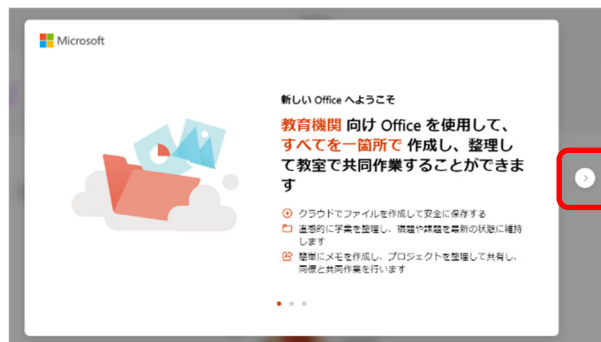 Microsoft
新しい Office へようこそ
教育機関 向け Office を使用して、
すべてを一箇所で 作成し、整理し
て教室で共同作業することができま
す
クラウドでファイルを作成して安全に保存する
直感的に学業を整理し、宿題や課題を最新の状態に維持
します
簡単にメモを作成し、プロジェクトを整理して共有し、
同僚と共同作業を行います